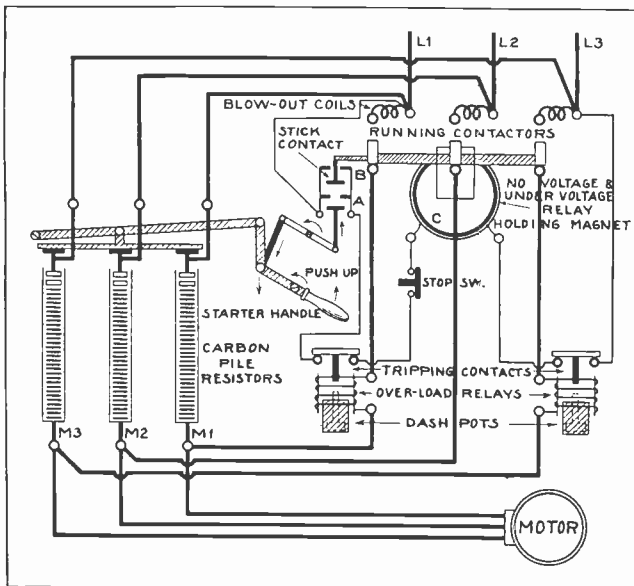 L1
L2
L3
BLOW-OUT COILS
RUNNING CONTACTORS
STICK
CONTACT
B
A
NO VOLTAGE &
UNDER VOLTAGE
RELAY
HOLDING MAGNET
C
PUSH UP
STOP SW.
STARTER HANDLE
CARBON
PILE
RESISTORS
TRIPPING CONTACTS
OVER-LOAD RELAYS
DASH POTS
M3
M2
M1
MOTOR